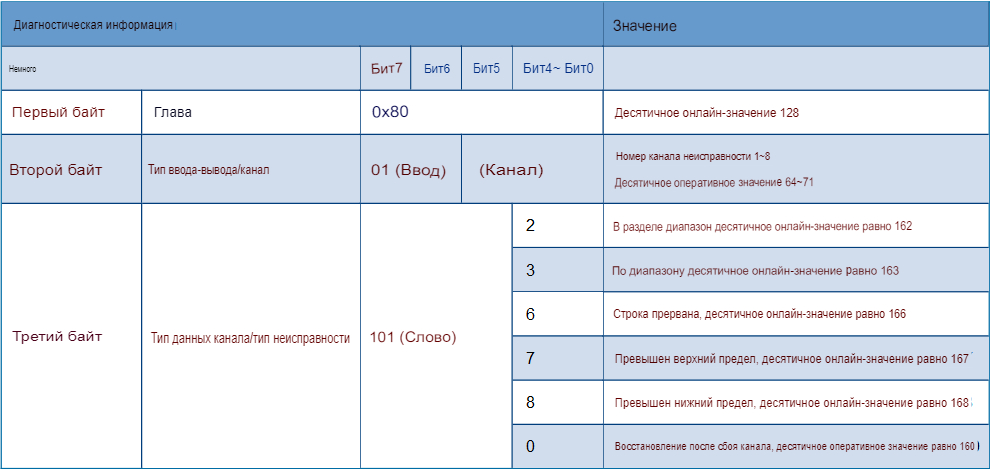 Диагностическая информация
Значение
Немного
Бит7
Бит6
Бит5
Бит4~ Бит0
Первый байт
Глава
0x80
Десятичное онлайн-значение 128
Второй байт
Тип ввода-вывода/канал
01 (Ввод)
(Канал)
Номер канала неисправности 1~8
Десятичное оперативное значение 64~71
Третий байт
Тип данных канала/тип неисправности
101 (Слово)
2
В разделе диапазон десятичное онлайн-значение равно 162
3
По диапазону десятичное онлайн-значение равно 163
6
Строка прервана, десятичное онлайн-значение равно 166
7
Превышен верхний предел, десятичное онлайн-значение равно 167
8
Превышен нижний предел, десятичное онлайн-значение равно 168
0
Восстановление после сбоя канала, десятичное оперативное значение равно 160